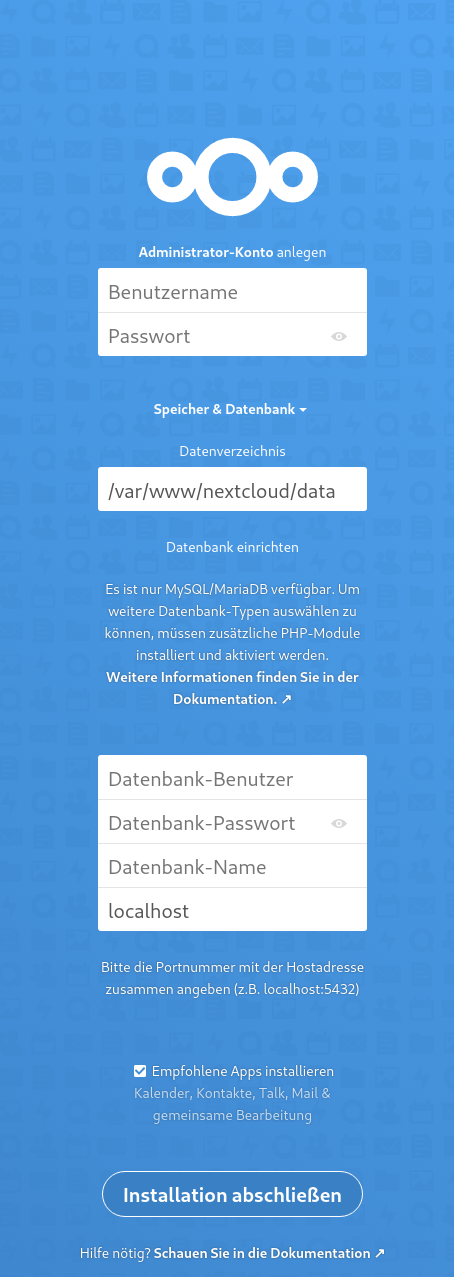 Administrator-Konto anlegen
Benutzername
Passwort
Speicher & Datenbank
Datenverzeichnis
/var/www/nextcloud/data
Datenbank einrichten
Es ist nur MySQL/MariaDB verfügbar. Um
weitere Datenbank-Typen auswählen zu
können, müssen zusätzliche PHP-Module
installiert und aktiviert werden.
Weitere Informationen finden Sie in der
Dokumentation. ↗
Datenbank-Benutzer
Datenbank-Passwort
Datenbank-Name
localhost
Bitte die Portnummer mit der Hostadresse
zusammen angeben (z.B. localhost:5432)
Empfohlene Apps installieren
Kalender, Kontakte, Talk, Mail &
gemeinsame Bearbeitung
Installation abschließen
Hilfe nötig? Schauen Sie in die Dokumentation ↗